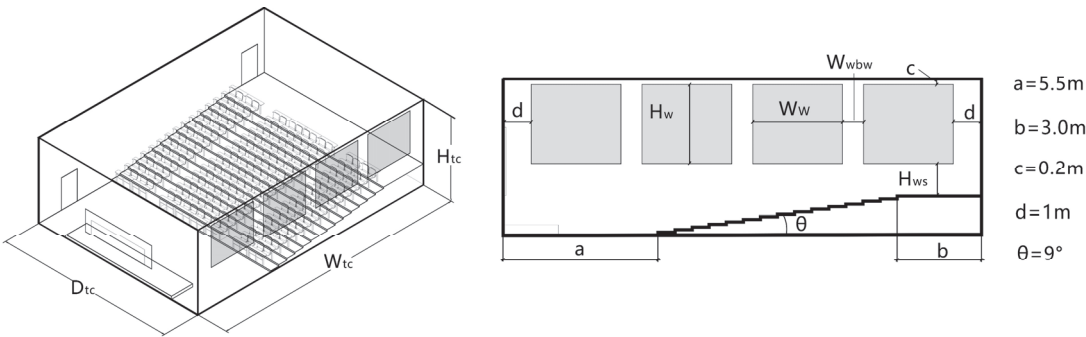 Htc
Wtc
Dtc
Wwbw
c
d
Hw
Ww
d
Hws
θ
a
b
a=5.5m
b=3.0m
c=0.2m
d=1m
θ=9°